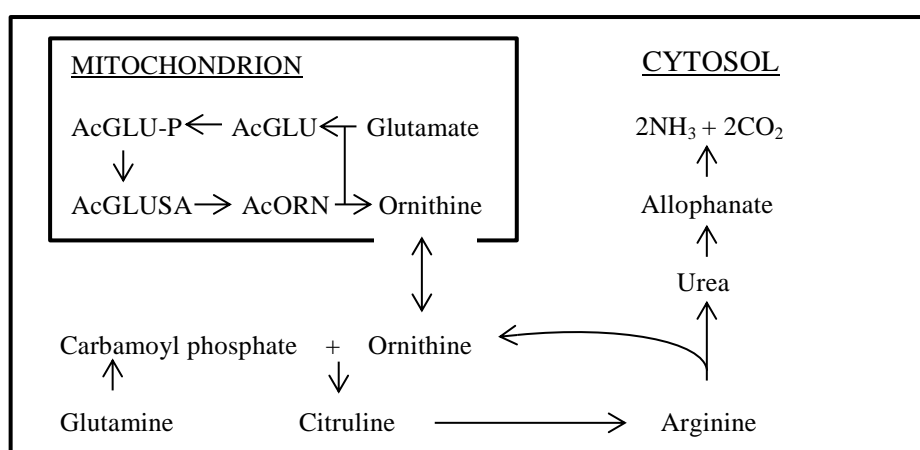 MITOCHONDRION CYTOSOL
AcGLU-P AcGLU Glutamate 2NH₃ + 2CO₂
AcGLUSA AcORN Ornithine Allophanate
Urea
Carbamoyl phosphate + Ornithine
Glutamine Citruline Arginine